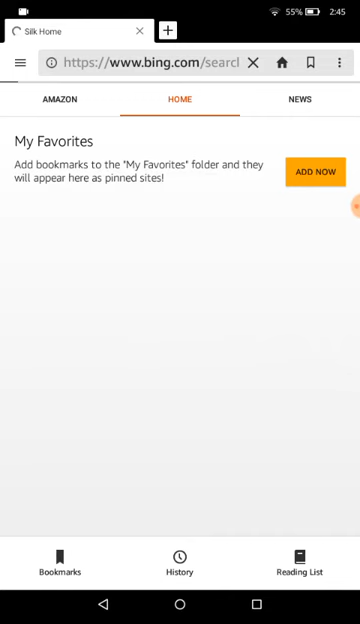 55% 2:45
Silk Home
https://www.bing.com/searcl
AMAZON HOME NEWS
My Favorites
Add bookmarks to the "My Favorites" folder and they
will appear here as pinned sites!
ADD NOW
Bookmarks History Reading List